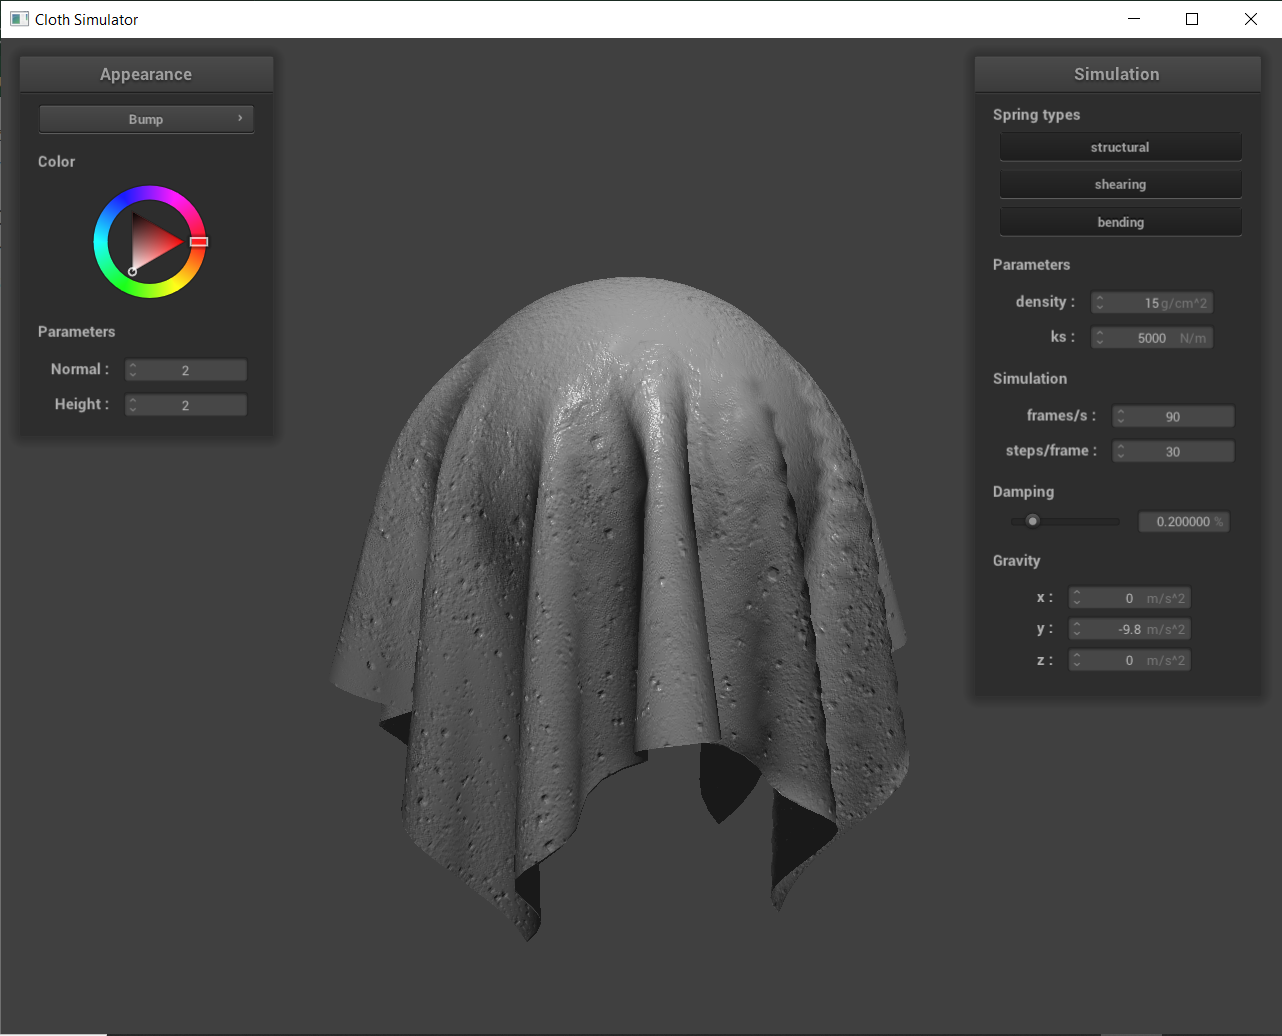 Cloth Simulator
Appearance
Bump
Color
Parameters
Normal : 2
Height : 2
Simulation
Spring types
structural
shearing
bending
Parameters
density : 15 g/cm^2
ks : 5000 N/m
Simulation
frames/s : 90
steps/frame : 30
Damping
0.200000 %
Gravity
x : 0 m/s^2
y : -9.8 m/s^2
z : 0 m/s^2